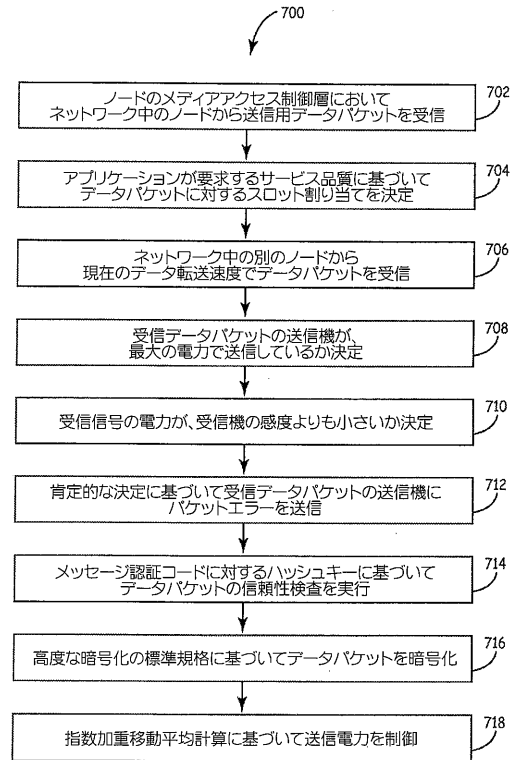 700
ノードのメディアアクセス制御層において
ネットワーク中のノードから送信用データパケットを受信
702
アプリケーションが要求するサービス品質に基づいて
データパケットに対するスロット割り当てを決定
704
ネットワーク中の別のノードから
現在のデータ転送速度でデータパケットを受信
706
受信データパケットの送信機が、
最大の電力で送信しているか決定
708
受信信号の電力が、受信機の感度よりも小さいか決定
710
肯定的な決定に基づいて受信データパケットの送信機に
パケットエラーを送信
712
メッセージ認証コードに対するハッシュキーに基づいて
データパケットの信頼性検査を実行
714
高度な暗号化の標準規格に基づいてデータパケットを暗号化
716
指数加重移動平均計算に基づいて送信電力を制御
718